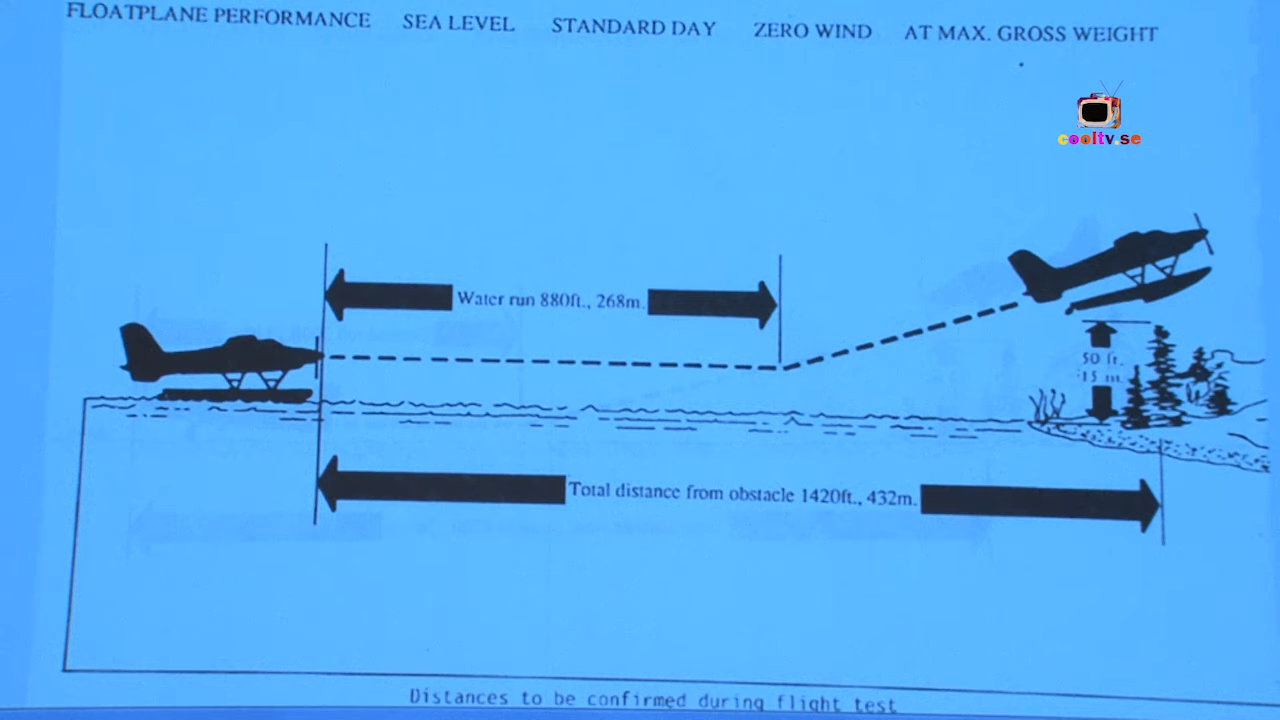 FLOATPLANE PERFORMANCE SEA LEVEL STANDARD DAY ZERO WIND AT MAX. GROSS WEIGHT
cooltv.se
Water run 880ft., 268m.
50 ft.
15 m.
Total distance from obstacle 1420ft., 432m.
Distances to be confirmed during flight test